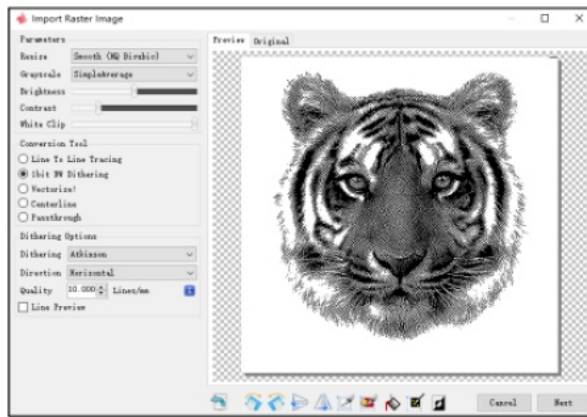 Import Raster Image
Parameters
Resize Smooth (HQ Bicubic)
Grayscale SimpleAverage
Brightness
Contrast
White Clip
Conversion Tool
Line To Line Tracing
1bit BW Dithering
Vectorize!
Centerline
Passthrough
Dithering Options
Dithering Atkinson
Direction Horizontal
Quality 10.000 Lines/mm
Line Preview
Preview Original
Cancel Next